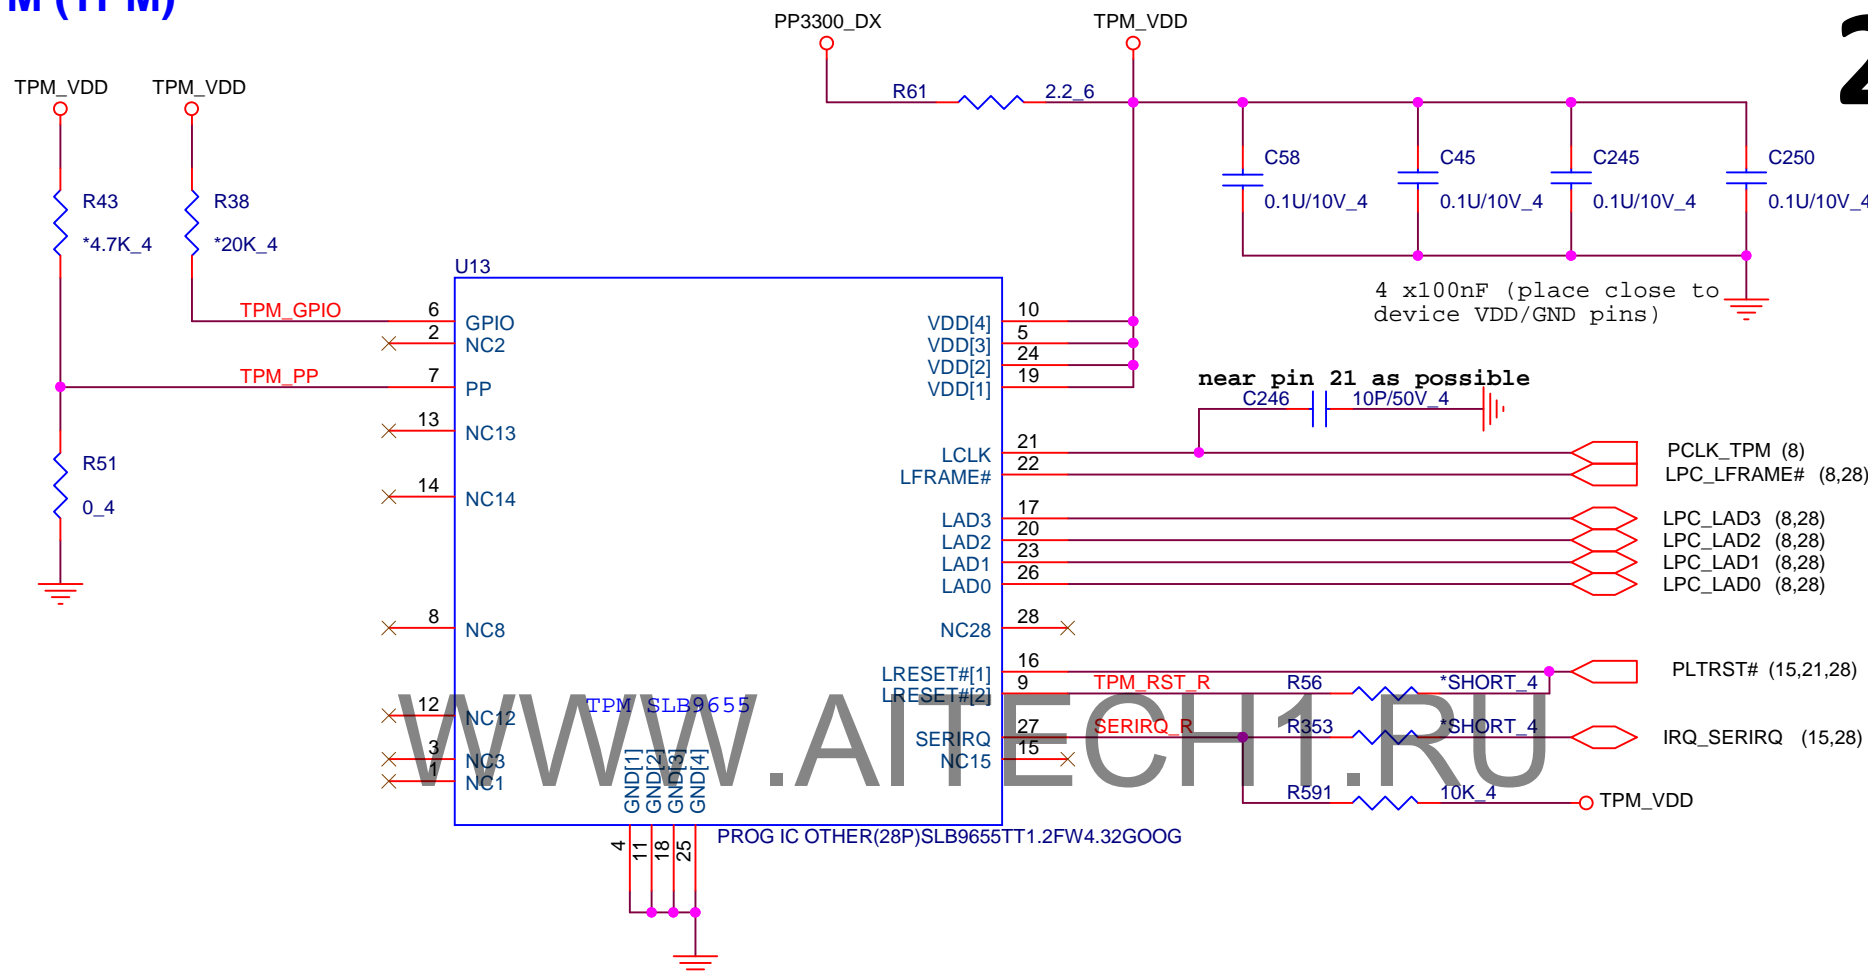 M (TPM)
2
PP3300_DX
TPM_VDD
TPM_VDD
TPM_VDD
R61
2.2_6
R43
*4.7K_4
R38
*20K_4
C58
0.1U/10V_4
C45
0.1U/10V_4
C245
0.1U/10V_4
C250
0.1U/10V_4
4 x100nF (place close to
device VDD/GND pins)
U13
TPM_GPIO
6
GPIO
2
NC2
TPM_PP
7
PP
13
NC13
14
NC14
R51
0_4
8
NC8
12
NC12
3
NC3
1
NC1
10
VDD[4]
5
VDD[3]
24
VDD[2]
19
VDD[1]
near pin 21 as possible
C246
10P/50V_4
21
LCLK
PCLK_TPM (8)
22
LFRAME#
LPC_LFRAME# (8,28)
17
LAD3
LPC_LAD3 (8,28)
20
LAD2
LPC_LAD2 (8,28)
23
LAD1
LPC_LAD1 (8,28)
26
LAD0
LPC_LAD0 (8,28)
28
NC28
16
LRESET#[1]
PLTRST# (15,21,28)
9
LRESET#[2]
TPM_RST_R
R56
*SHORT_4
27
SERIRQ
SERIRQ_R
R353
*SHORT_4
IRQ_SERIRQ (15,28)
15
NC15
R591
10K_4
TPM_VDD
TPM SLB9655
WWW.AITECH1.RU
GND[1]
GND[2]
GND[3]
GND[4]
4
11
18
25
PROG IC OTHER(28P)SLB9655TT1.2FW4.32GOOG